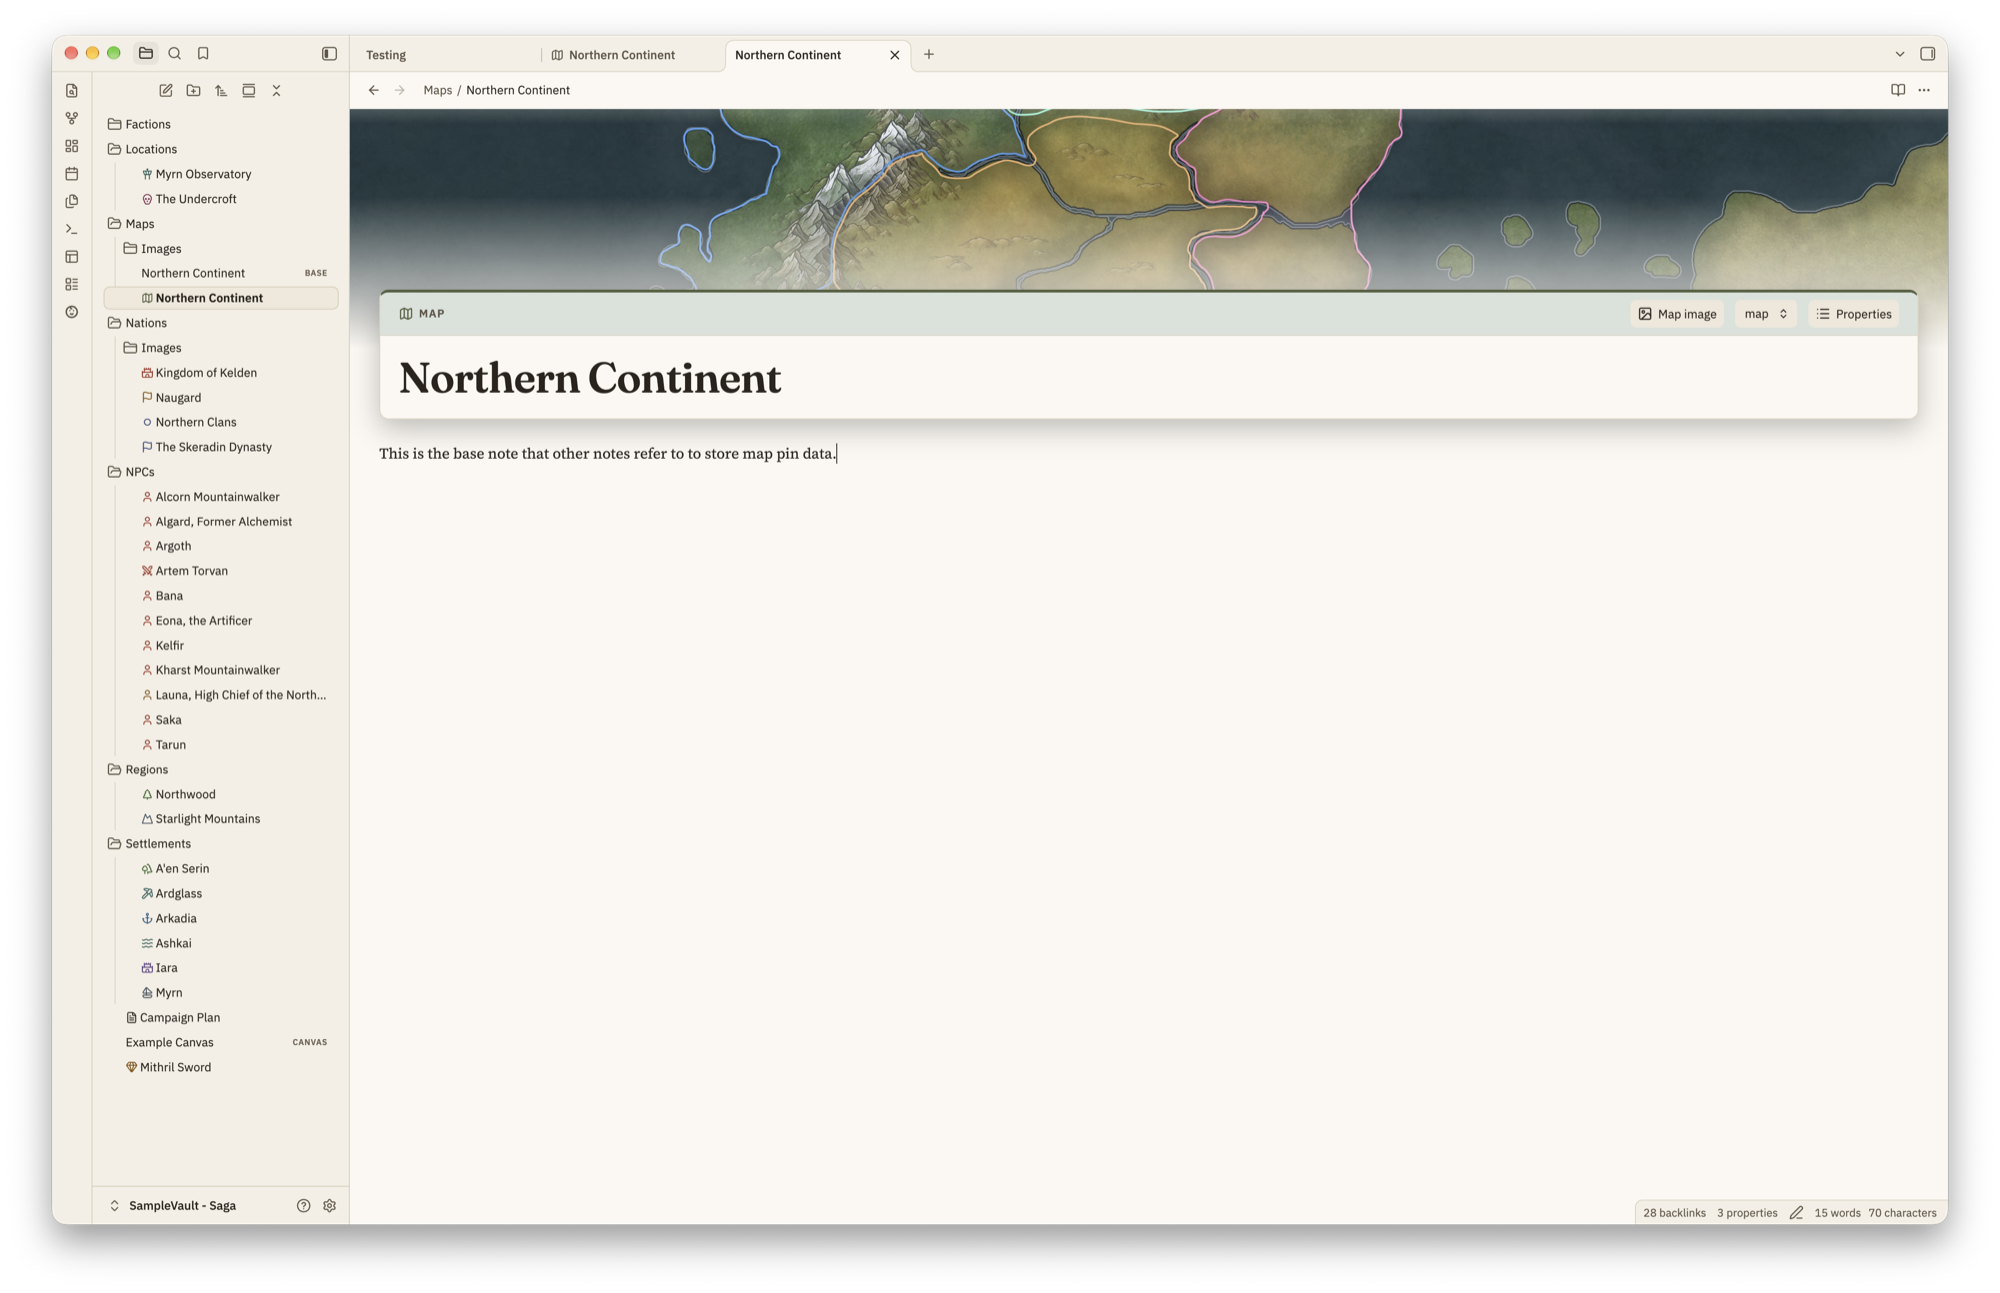 Testing
Northern Continent
Northern Continent
Maps / Northern Continent
Factions
Locations
Myrn Observatory
The Undercroft
Maps
Images
Northern Continent BASE
Northern Continent
Nations
Images
Kingdom of Kelden
Naugard
Northern Clans
The Skeradin Dynasty
NPCs
Alcorn Mountainwalker
Algard, Former Alchemist
Argoth
Artem Torvan
Bana
Eona, the Artificer
Kelfir
Kharst Mountainwalker
Launa, High Chief of the North...
Saka
Tarun
Regions
Northwood
Starlight Mountains
Settlements
A'en Serin
Ardglass
Arkadia
Ashkai
Iara
Myrn
Campaign Plan
Example Canvas CANVAS
Mithril Sword
SampleVault - Saga
MAP
Map image
map
Properties
Northern Continent
This is the base note that other notes refer to to store map pin data.
28 backlinks 3 properties 15 words 70 characters